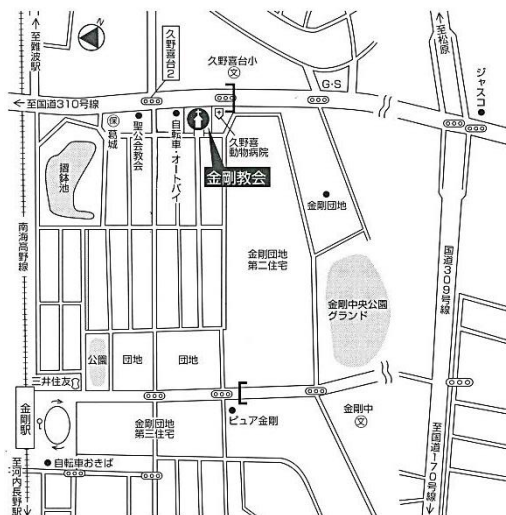 N
至難波駅
久野喜台2
久野喜台小
文
G・S
至松原
ジャスコ
至国道310号線
保
葛城
聖公会教会
自転車・オートバイ
久野喜
動物病院
金剛教会
摺鉢池
金剛団地
南海高野線
金剛団地
第二住宅
国道309号線
金剛中央公園
グランド
公園
団地
団地
三井住友
金剛駅
金剛団地
第三住宅
ピュア金剛
金剛中
文
至国道170号線
自転車おきば
至河内長野駅